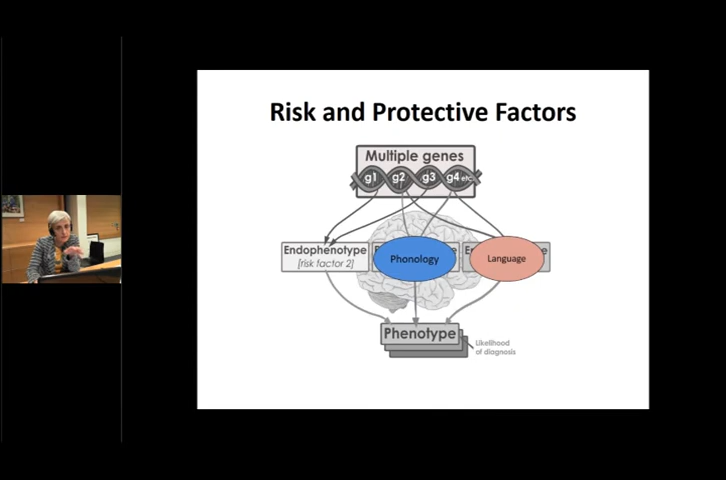 Risk and Protective Factors
Multiple genes
g1 g2 g3 g4 etc.
Endophenotype
[risk factor 2]
Phonology
Language
Phenotype
Likelihood
of diagnosis